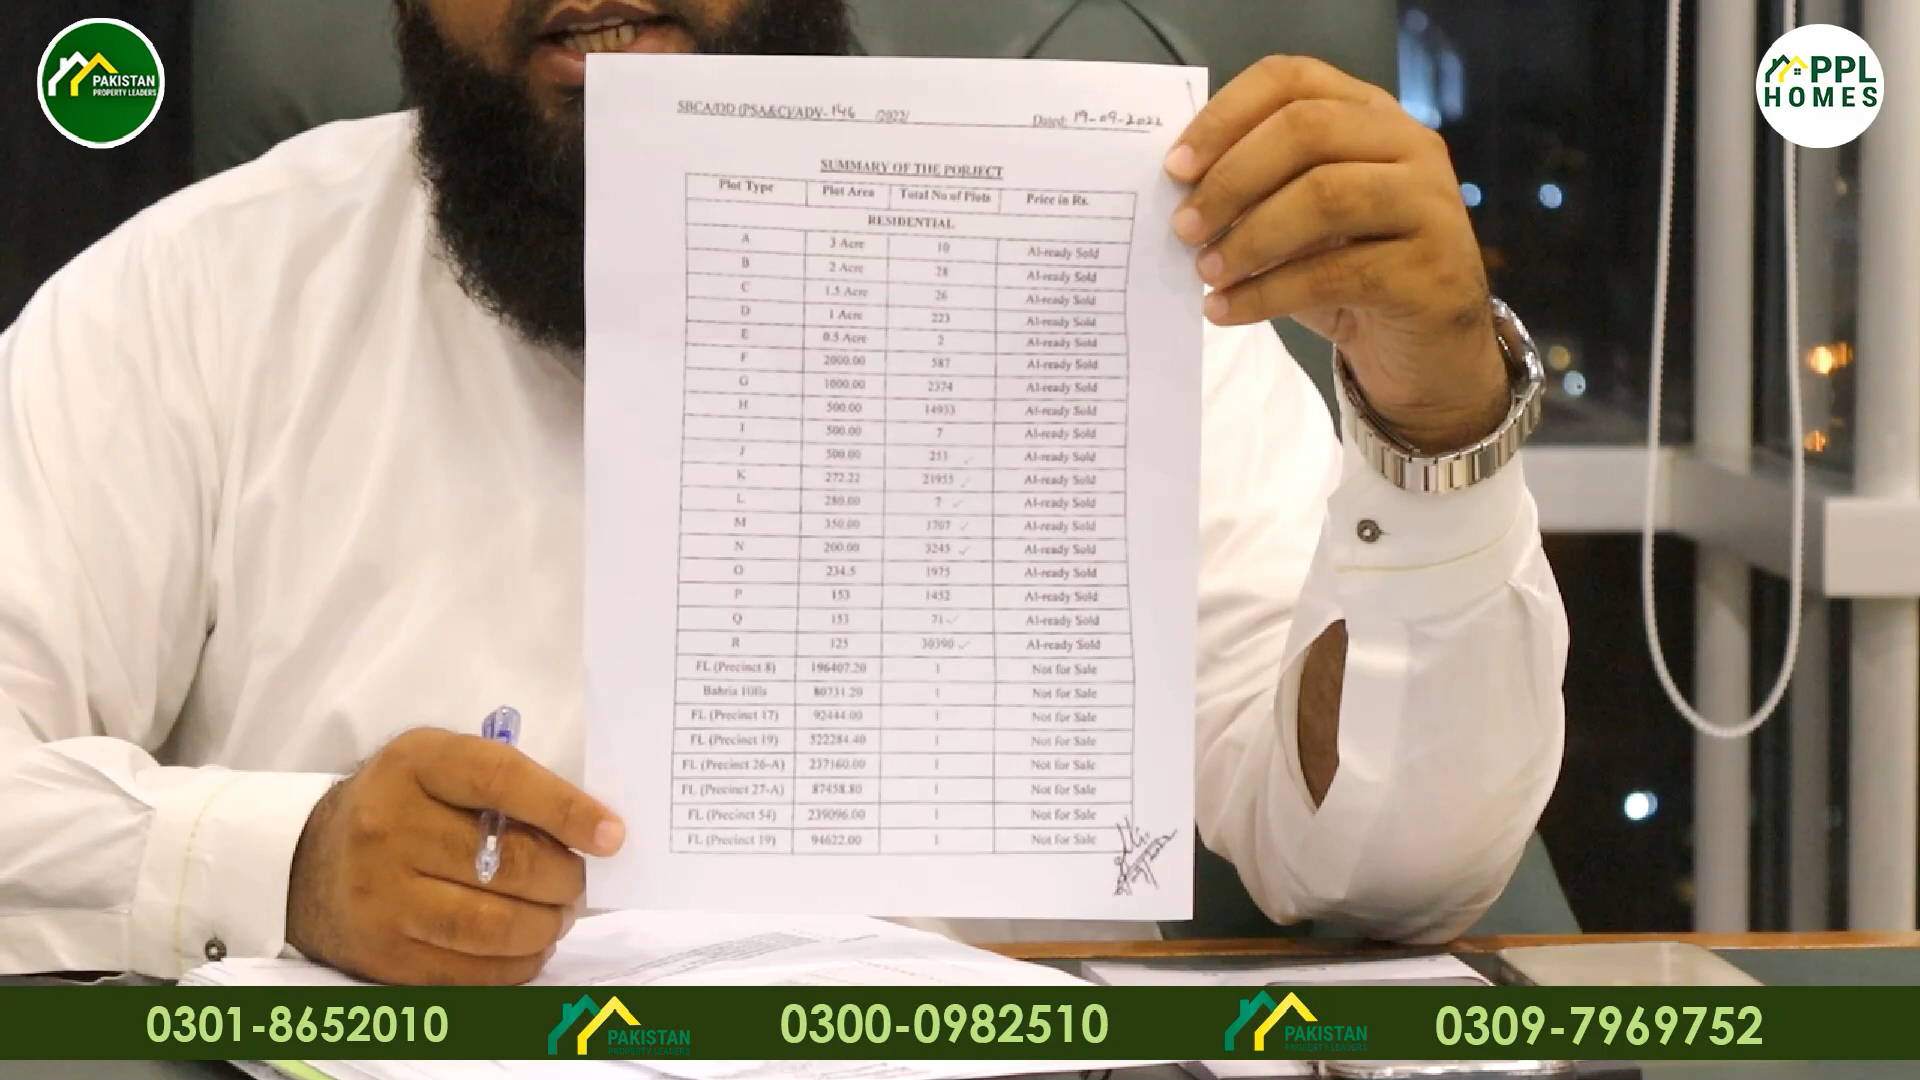 PAKISTAN
PROPERTY LEADERS
PPL
HOMES
SBCA/DD (PSA&C)/ADV-146 /2022/ Dated: 19-09-2022
SUMMARY OF THE PORJECT
Plot Type Plot Area Total No of Plots Price in Rs.
RESIDENTIAL
A 3 Acre 10 Al-ready Sold
B 2 Acre 28 Al-ready Sold
C 1.5 Acre 26 Al-ready Sold
D 1 Acre 223 Al-ready Sold
E 0.5 Acre 2 Al-ready Sold
F 2000.00 587 Al-ready Sold
G 1000.00 2374 Al-ready Sold
H 500.00 14933 Al-ready Sold
I 500.00 7 Al-ready Sold
J 500.00 253 Al-ready Sold
K 272.22 21955 Al-ready Sold
L 280.00 7 Al-ready Sold
M 350.00 1707 Al-ready Sold
N 200.00 3245 Al-ready Sold
O 234.5 1975 Al-ready Sold
P 153 1452 Al-ready Sold
Q 153 71 Al-ready Sold
R 125 30390 Al-ready Sold
FL (Precinct 8) 196407.20 1 Not for Sale
Bahria Hills 80731.20 1 Not for Sale
FL (Precinct 17) 92444.00 1 Not for Sale
FL (Precinct 19) 522284.40 1 Not for Sale
FL (Precinct 26-A) 237160.00 1 Not for Sale
FL (Precinct 27-A) 87458.80 1 Not for Sale
FL (Precinct 54) 239096.00 1 Not for Sale
FL (Precinct 19) 94622.00 1 Not for Sale
0301-8652010 PAKISTAN PROPERTY LEADERS 0300-0982510 PAKISTAN PROPERTY LEADERS 0309-7969752